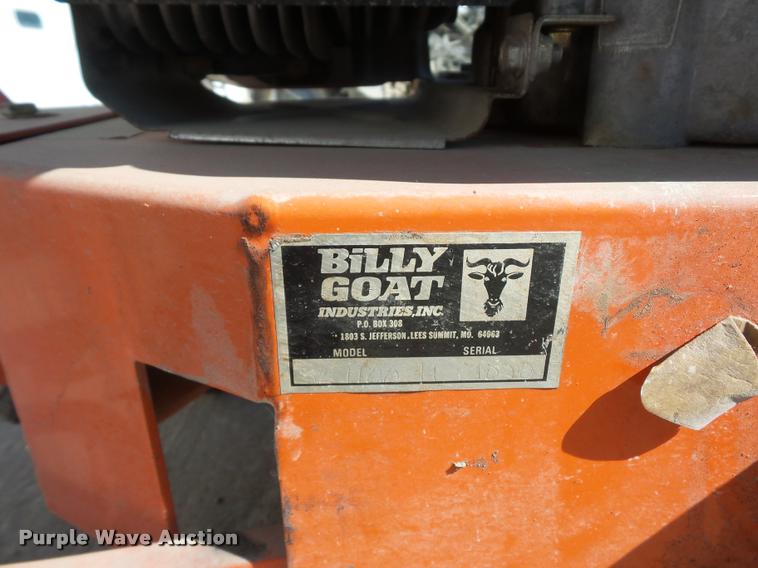 BiLLY
GOAT
INDUSTRIES, INC.
P.O. BOX 308
1803 S. JEFFERSON. LEES SUMMIT, MO. 64063
MODEL SERIAL
Purple Wave Auction